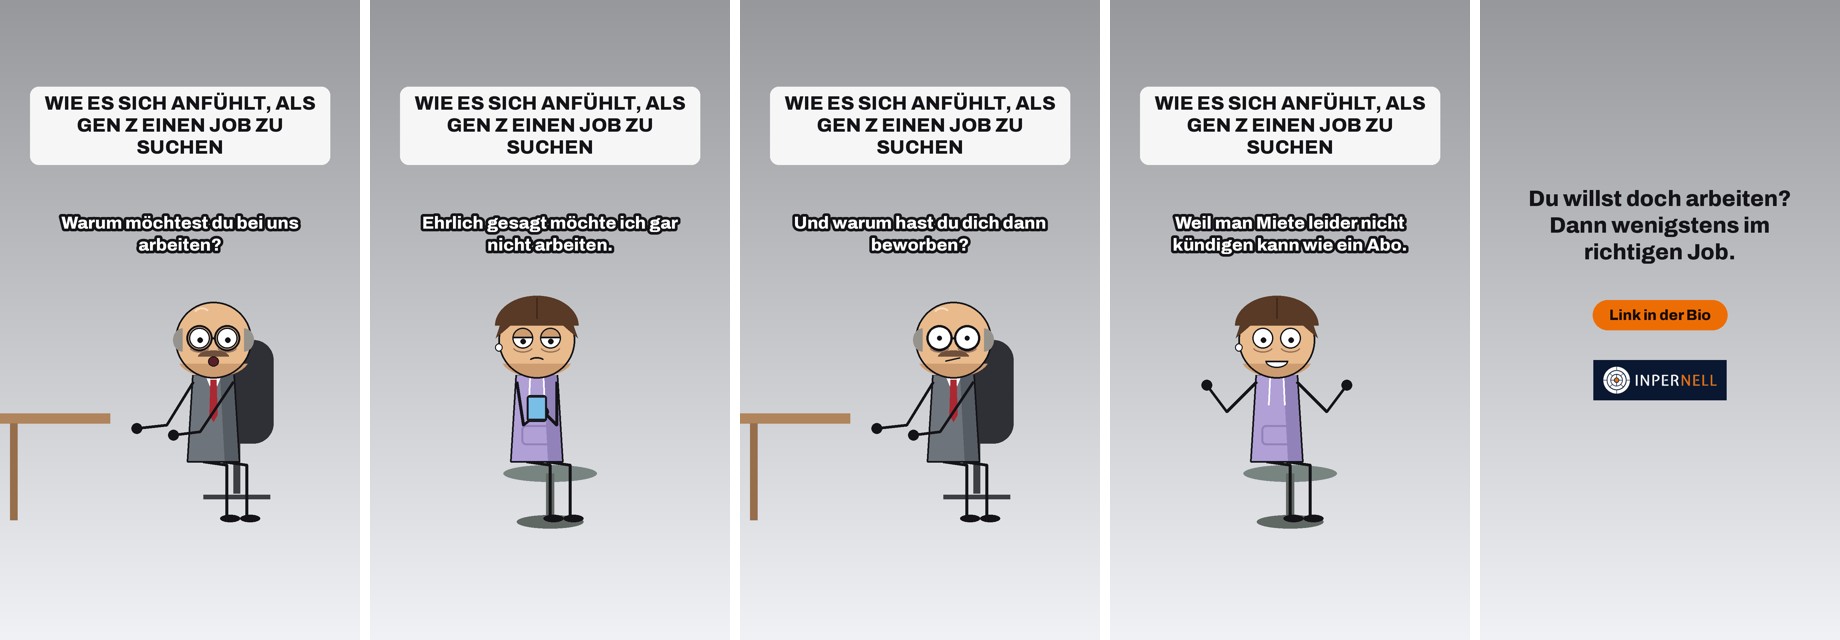 WIE ES SICH ANFÜHLT, ALS
GEN Z EINEN JOB ZU
SUCHEN
Warum möchtest du bei uns
arbeiten?
WIE ES SICH ANFÜHLT, ALS
GEN Z EINEN JOB ZU
SUCHEN
Ehrlich gesagt möchte ich gar
nicht arbeiten.
WIE ES SICH ANFÜHLT, ALS
GEN Z EINEN JOB ZU
SUCHEN
Und warum hast du dich dann
beworben?
WIE ES SICH ANFÜHLT, ALS
GEN Z EINEN JOB ZU
SUCHEN
Weil man Miete leider nicht
kündigen kann wie ein Abo.
Du willst doch arbeiten?
Dann wenigstens im
richtigen Job.
Link in der Bio
INPERNELL